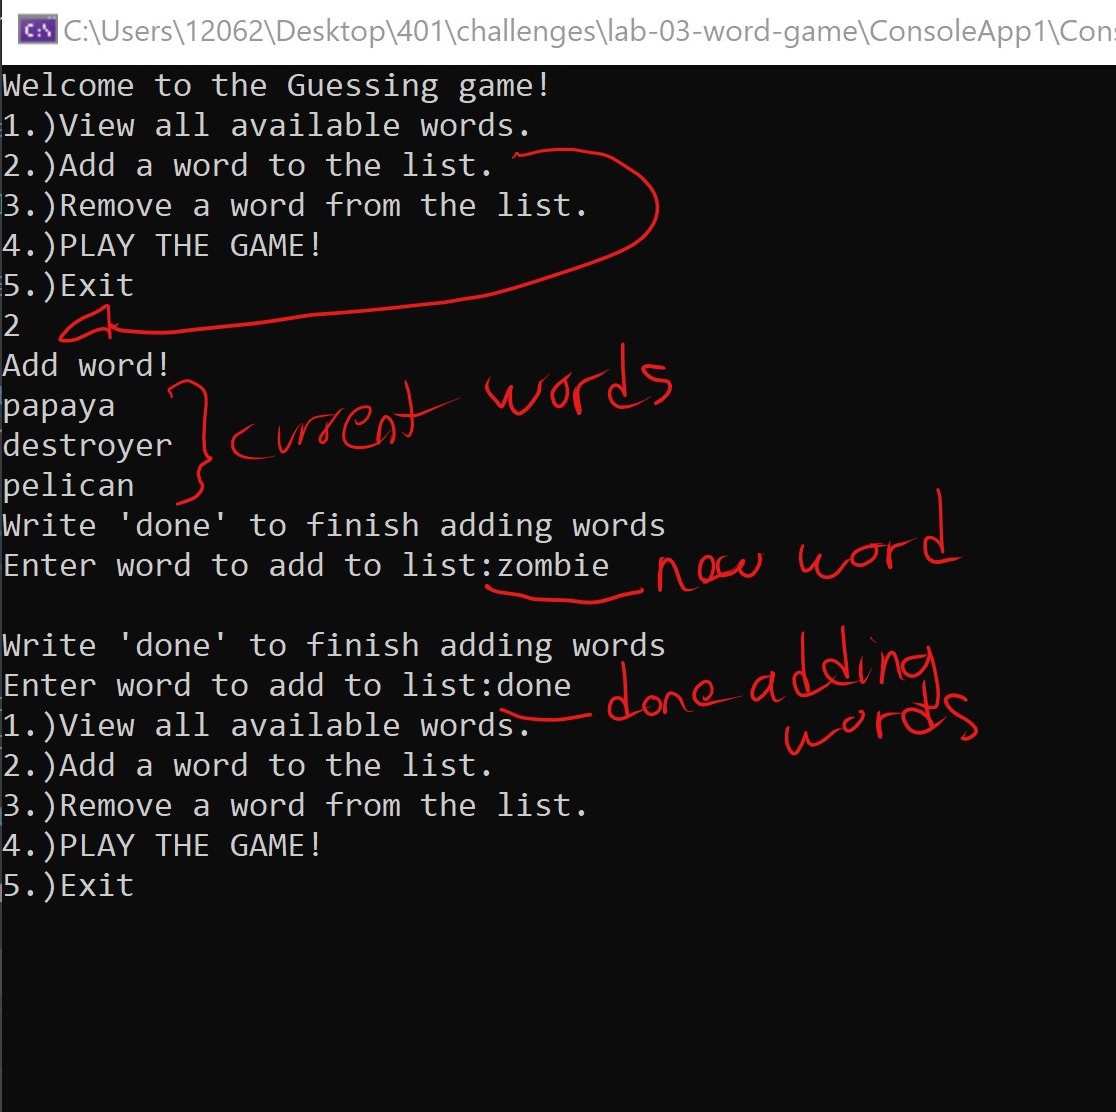 C:\Users\12062\Desktop\401\challenges\lab-03-word-game\ConsoleApp1\Cons
Welcome to the Guessing game!
1.)View all available words.
2.)Add a word to the list.
3.)Remove a word from the list.
4.)PLAY THE GAME!
5.)Exit
2
Add word!
papaya
destroyer
pelican
current words
Write 'done' to finish adding words
Enter word to add to list:zombie
new word
Write 'done' to finish adding words
Enter word to add to list:done
done adding
words
1.)View all available words.
2.)Add a word to the list.
3.)Remove a word from the list.
4.)PLAY THE GAME!
5.)Exit